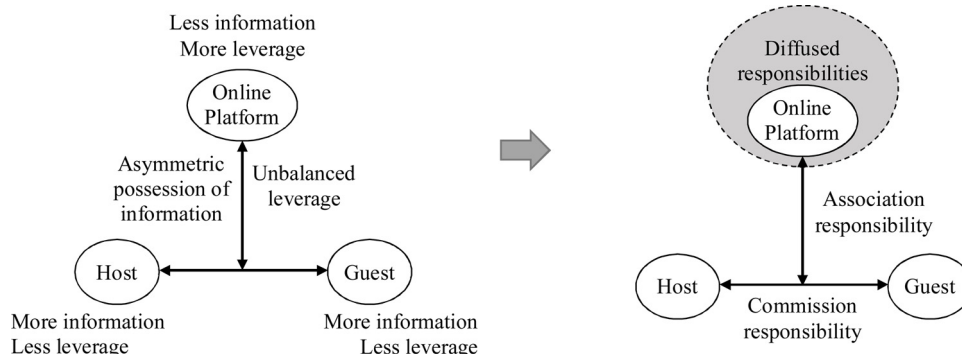 Less information
More leverage
Online
Platform
Asymmetric
possession of
information
Unbalanced
leverage
Host
Guest
More information
Less leverage
More information
Less leverage
Diffused
responsibilities
Online
Platform
Association
responsibility
Host
Guest
Commission
responsibility